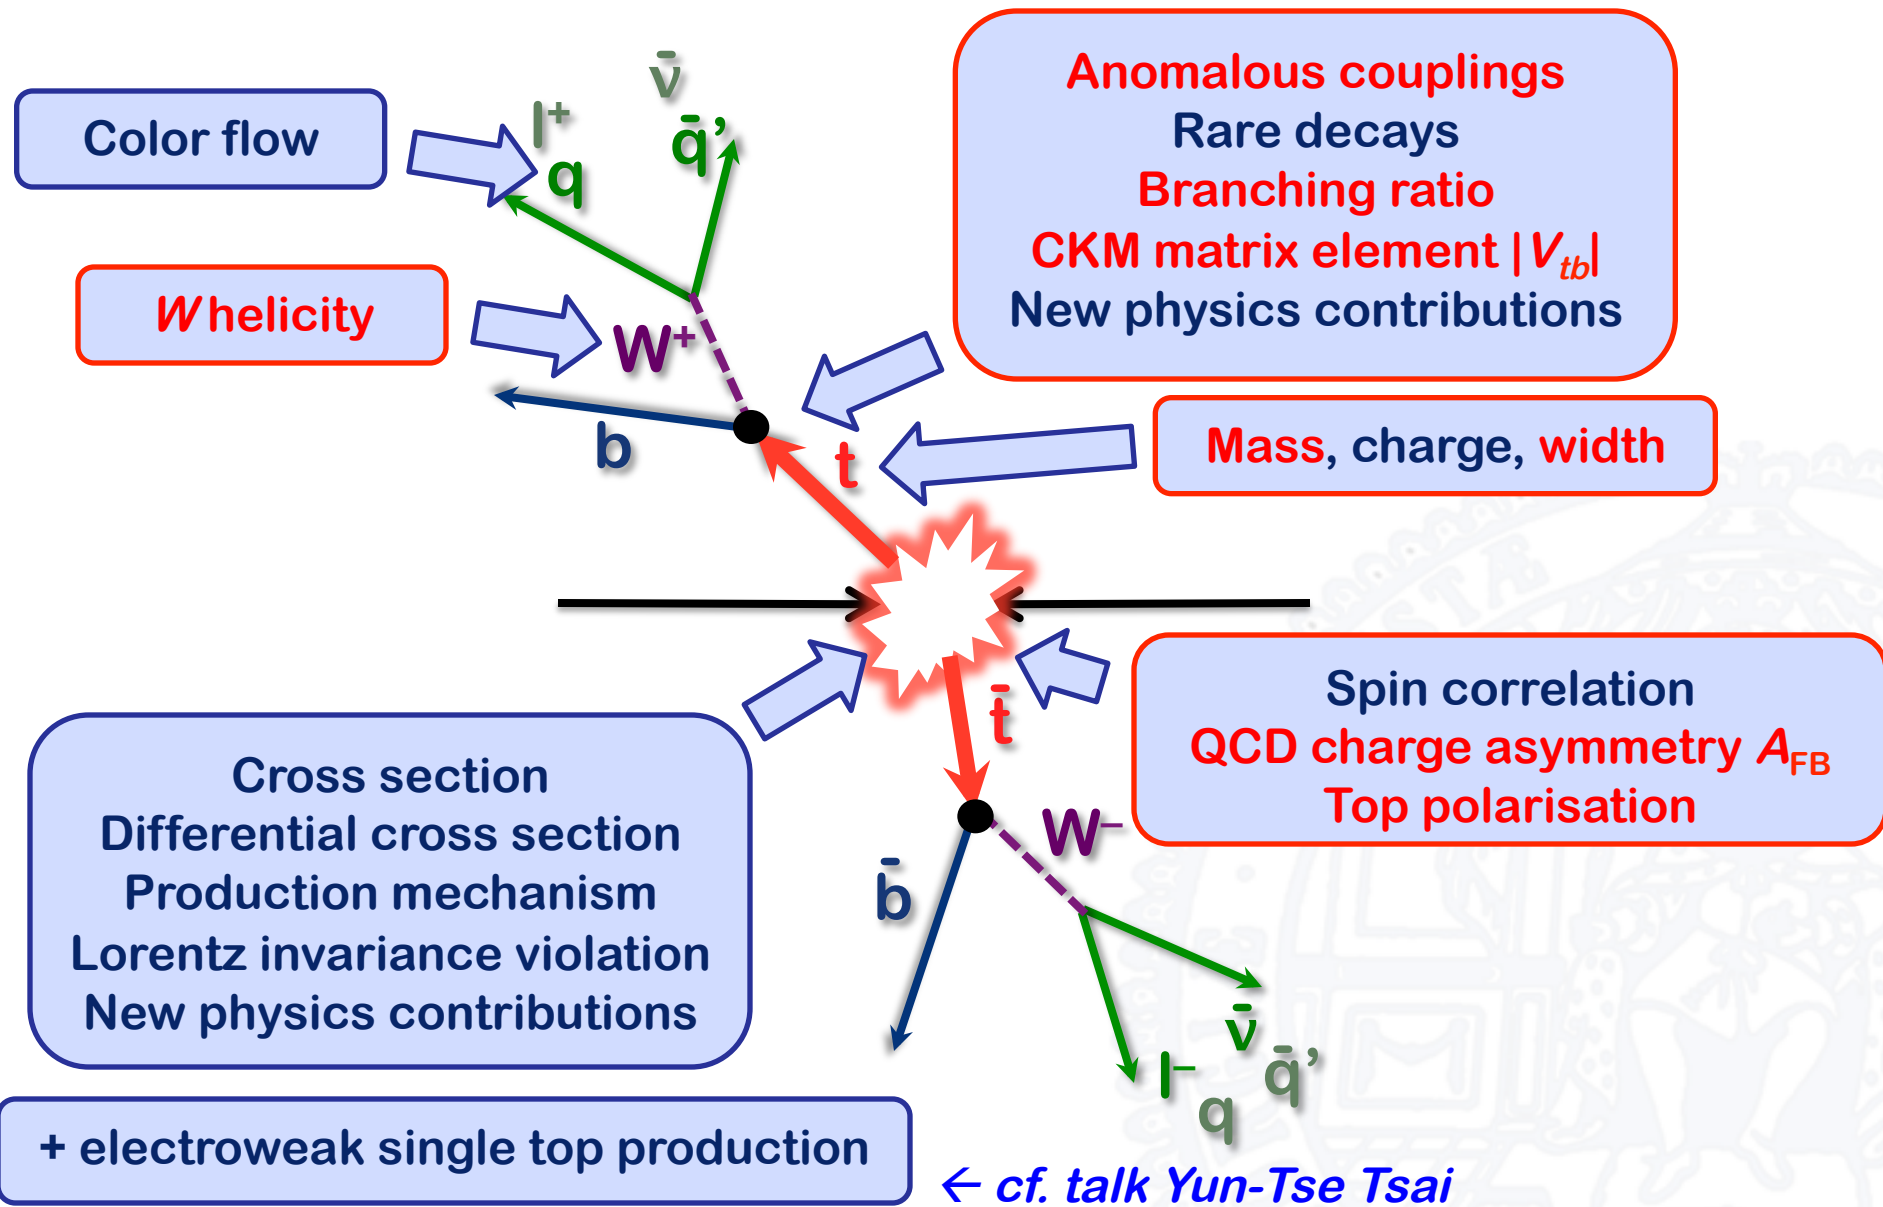 Color flow
W helicity
l⁺
ν̄
q
q̄’
W⁺
b
t
Anomalous couplings
Rare decays
Branching ratio
CKM matrix element |V_tb|
New physics contributions
Mass, charge, width
Spin correlation
QCD charge asymmetry A_FB
Top polarisation
t̄
W⁻
b̄
Cross section
Differential cross section
Production mechanism
Lorentz invariance violation
New physics contributions
ν̄
l⁻
q
q̄’
+ electroweak single top production
← cf. talk Yun-Tse Tsai